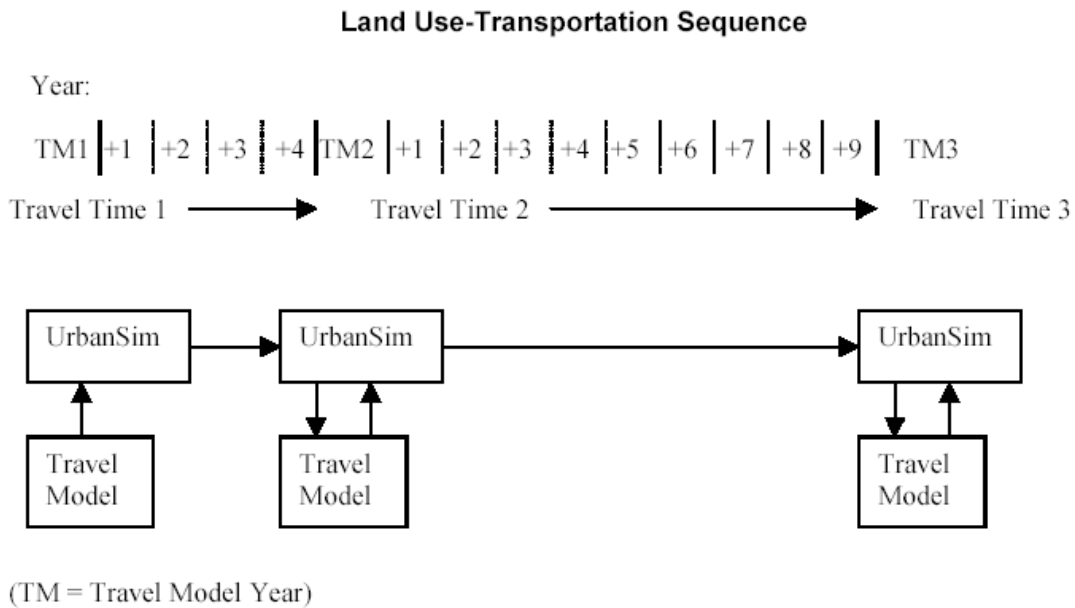 Land Use-Transportation Sequence
Year:
TM1 +1 +2 +3 +4 TM2 +1 +2 +3 +4 +5 +6 +7 +8 +9 TM3
Travel Time 1 Travel Time 2 Travel Time 3
UrbanSim UrbanSim UrbanSim
Travel Travel Travel
Model Model Model
(TM = Travel Model Year)